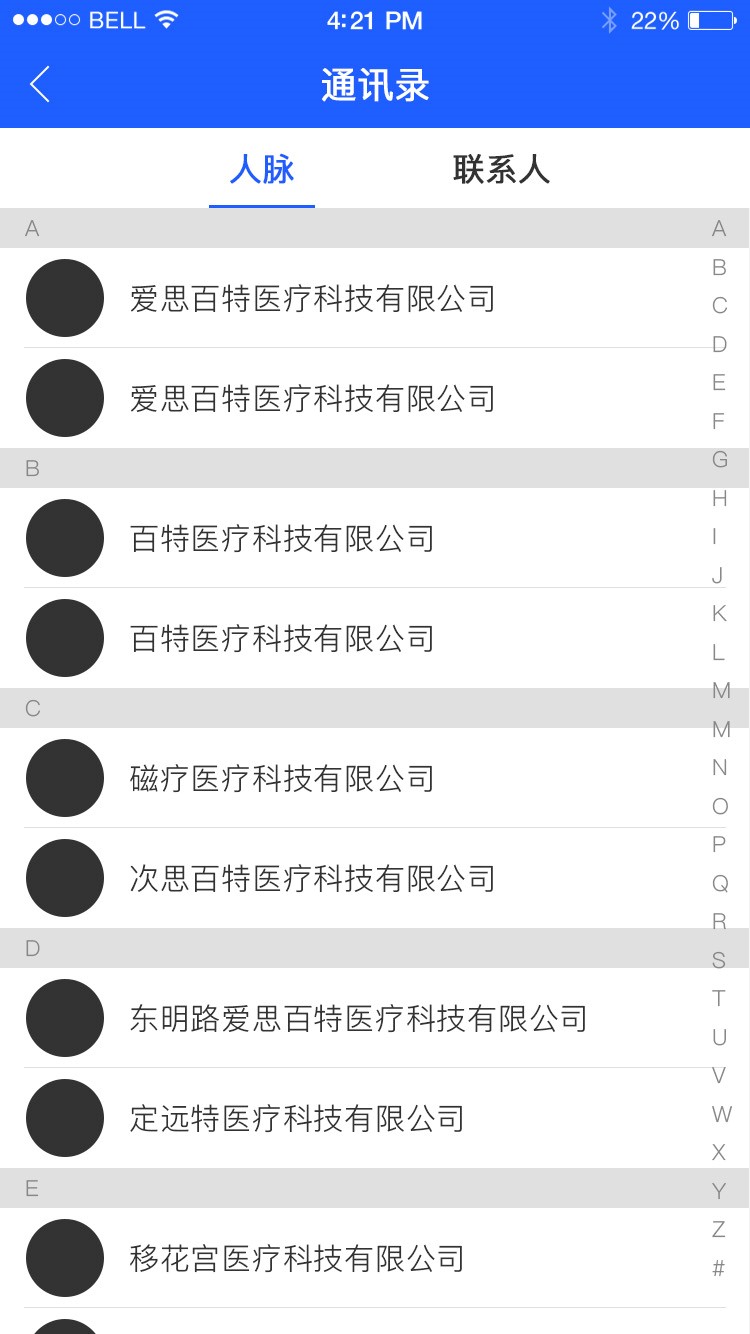 BELL 4:21 PM 22%
通讯录
人脉 联系人
A
爱思百特医疗科技有限公司
爱思百特医疗科技有限公司
B
百特医疗科技有限公司
百特医疗科技有限公司
C
磁疗医疗科技有限公司
次思百特医疗科技有限公司
D
东明路爱思百特医疗科技有限公司
定远特医疗科技有限公司
E
移花宫医疗科技有限公司
A
B
C
D
E
F
G
H
I
J
K
L
M
M
N
O
P
Q
R
S
T
U
V
W
X
Y
Z
#